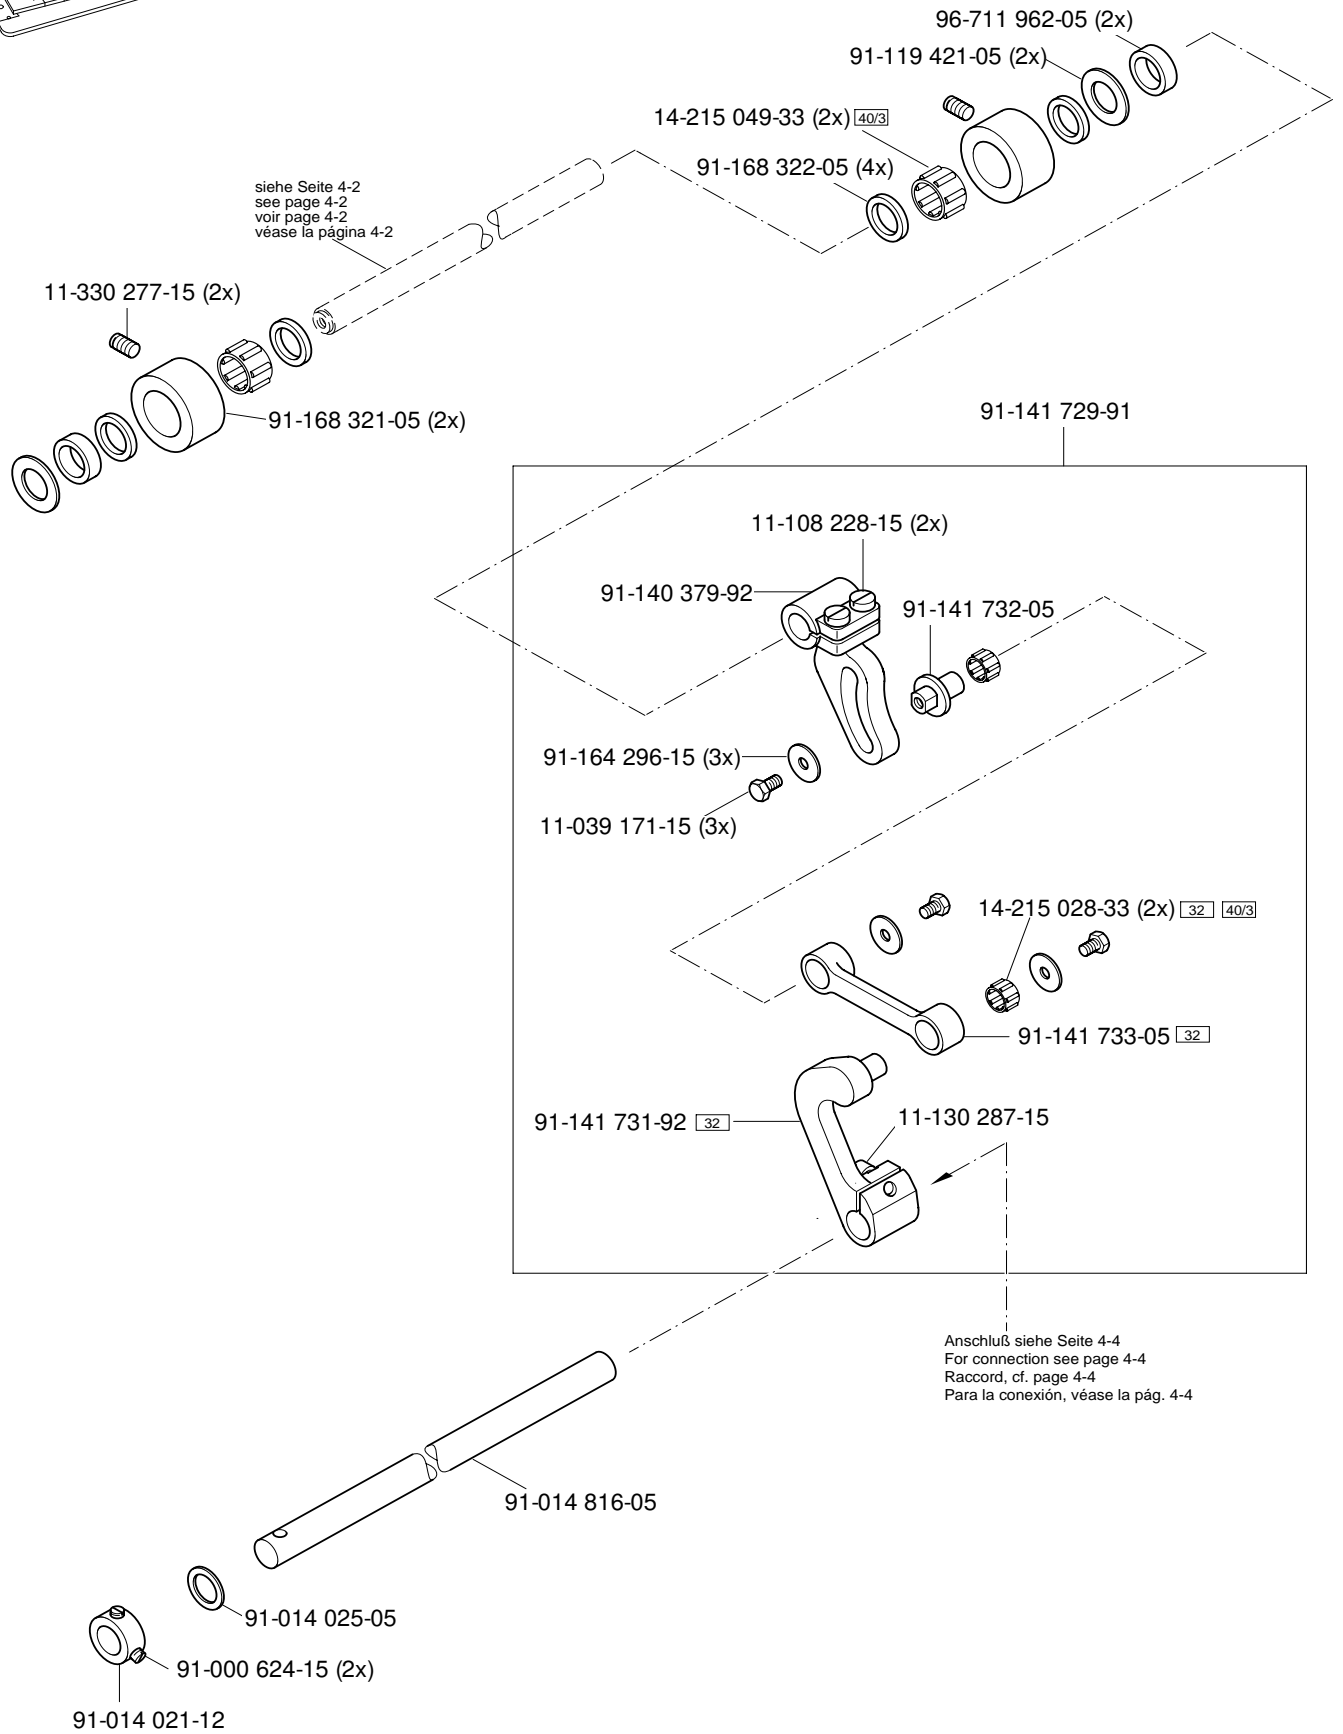 96-711 962-05 (2x)
91-119 421-05 (2x)
14-215 049-33 (2x) 40/3
91-168 322-05 (4x)
siehe Seite 4-2
see page 4-2
voir page 4-2
véase la página 4-2
11-330 277-15 (2x)
91-168 321-05 (2x)
91-141 729-91
11-108 228-15 (2x)
91-140 379-92
91-141 732-05
91-164 296-15 (3x)
11-039 171-15 (3x)
14-215 028-33 (2x) 32 40/3
91-141 733-05 32
91-141 731-92 32
11-130 287-15
Anschluß siehe Seite 4-4
For connection see page 4-4
Raccord, cf. page 4-4
Para la conexión, véase la pág. 4-4
91-014 816-05
91-014 025-05
91-000 624-15 (2x)
91-014 021-12